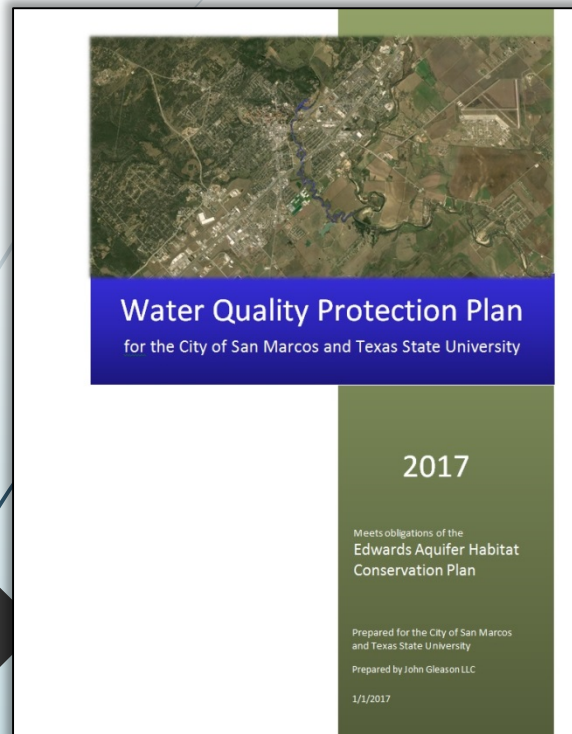 Water Quality Protection Plan
for the City of San Marcos and Texas State University
2017
Meets obligations of the
Edwards Aquifer Habitat
Conservation Plan
Prepared for the City of San Marcos
and Texas State University
Prepared by John Gleason LLC
1/1/2017